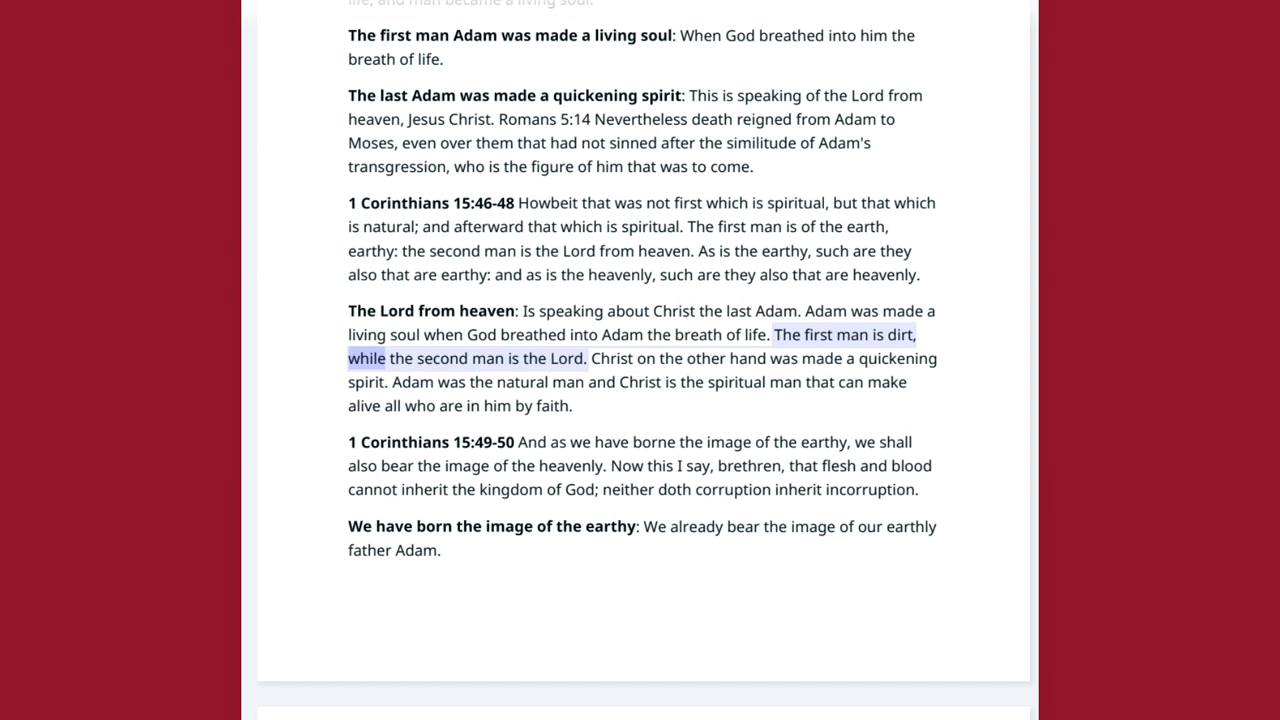 life, and man became a living soul.
The first man Adam was made a living soul: When God breathed into him the
breath of life.
The last Adam was made a quickening spirit: This is speaking of the Lord from
heaven, Jesus Christ. Romans 5:14 Nevertheless death reigned from Adam to
Moses, even over them that had not sinned after the similitude of Adam's
transgression, who is the figure of him that was to come.
1 Corinthians 15:46-48 Howbeit that was not first which is spiritual, but that which
is natural; and afterward that which is spiritual. The first man is of the earth,
earthy: the second man is the Lord from heaven. As is the earthy, such are they
also that are earthy: and as is the heavenly, such are they also that are heavenly.
The Lord from heaven: Is speaking about Christ the last Adam. Adam was made a
living soul when God breathed into Adam the breath of life. The first man is dirt,
while the second man is the Lord. Christ on the other hand was made a quickening
spirit. Adam was the natural man and Christ is the spiritual man that can make
alive all who are in him by faith.
1 Corinthians 15:49-50 And as we have borne the image of the earthy, we shall
also bear the image of the heavenly. Now this I say, brethren, that flesh and blood
cannot inherit the kingdom of God; neither doth corruption inherit incorruption.
We have born the image of the earthy: We already bear the image of our earthly
father Adam.